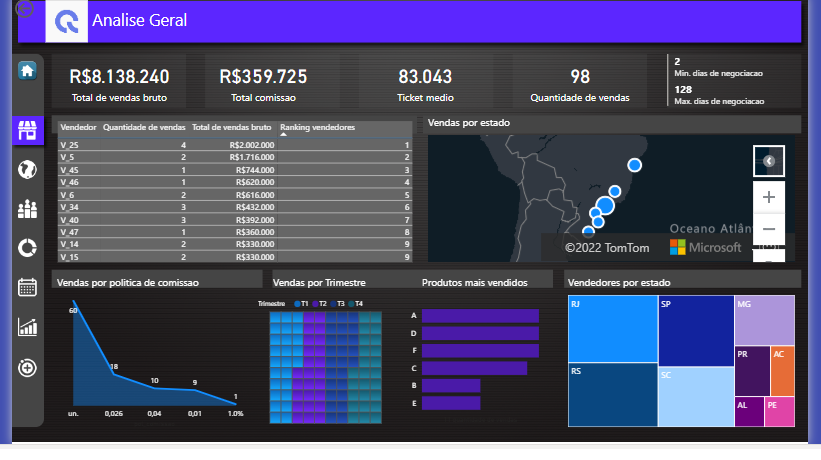 Analise Geral
R$8.138.240
Total de vendas bruto
R$359.725
Total comissao
83.043
Ticket medio
98
Quantidade de vendas
2
Min. dias de negociacao
128
Max. dias de negociacao
Vendedor Quantidade de vendas Total de vendas bruto Ranking vendedores
V_25 4 R$2.002.000 1
V_5 2 R$1.716.000 2
V_45 1 R$744.000 3
V_46 1 R$620.000 4
V_6 2 R$616.000 5
V_34 3 R$432.000 6
V_40 3 R$392.000 7
V_47 1 R$360.000 8
V_14 2 R$330.000 9
V_15 2 R$330.000 9
Vendas por estado
Oceano Atlân
©2022 TomTom Microsoft
Vendas por politica de comissao
60
18
10
9
1
un. 0,026 0,04 0,01 1.0%
Vendas por Trimestre
Trimestre T1 T2 T3 T4
Produtos mais vendidos
A
D
F
C
B
E
Vendedores por estado
RJ
SP
MG
RS
SC
PR
AC
AL
PE